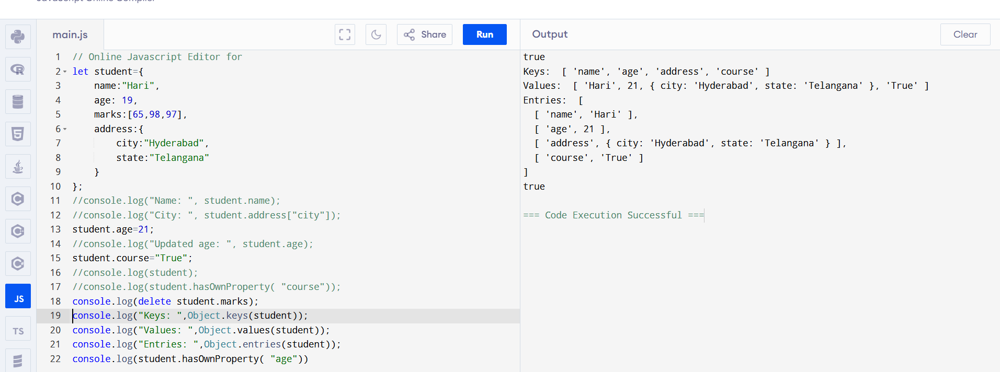 JavaScript Online Compiler
main.js
Share
Run
Output
Clear
1 // Online Javascript Editor for
2 let student={
3     name:"Hari",
4     age: 19,
5     marks:[65,98,97],
6     address:{
7         city:"Hyderabad",
8         state:"Telangana"
9     }
10 };
11 //console.log("Name: ", student.name);
12 //console.log("City: ", student.address["city"]);
13 student.age=21;
14 //console.log("Updated age: ", student.age);
15 student.course="True";
16 //console.log(student);
17 //console.log(student.hasOwnProperty( "course"));
18 console.log(delete student.marks);
19 console.log("Keys: ",Object.keys(student));
20 console.log("Values: ",Object.values(student));
21 console.log("Entries: ",Object.entries(student));
22 console.log(student.hasOwnProperty( "age"))
true
Keys:  [ 'name', 'age', 'address', 'course' ]
Values:  [ 'Hari', 21, { city: 'Hyderabad', state: 'Telangana' }, 'True' ]
Entries:  [
  [ 'name', 'Hari' ],
  [ 'age', 21 ],
  [ 'address', { city: 'Hyderabad', state: 'Telangana' } ],
  [ 'course', 'True' ]
]
true
=== Code Execution Successful ===
R
5
C
C
C
JS
TS